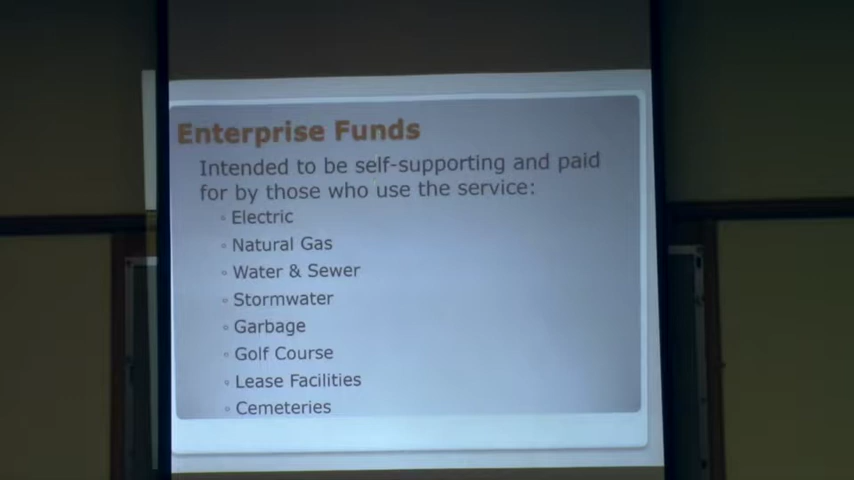 Enterprise Funds
Intended to be self-supporting and paid
for by those who use the service:
◦ Electric
◦ Natural Gas
◦ Water & Sewer
◦ Stormwater
◦ Garbage
◦ Golf Course
◦ Lease Facilities
◦ Cemeteries